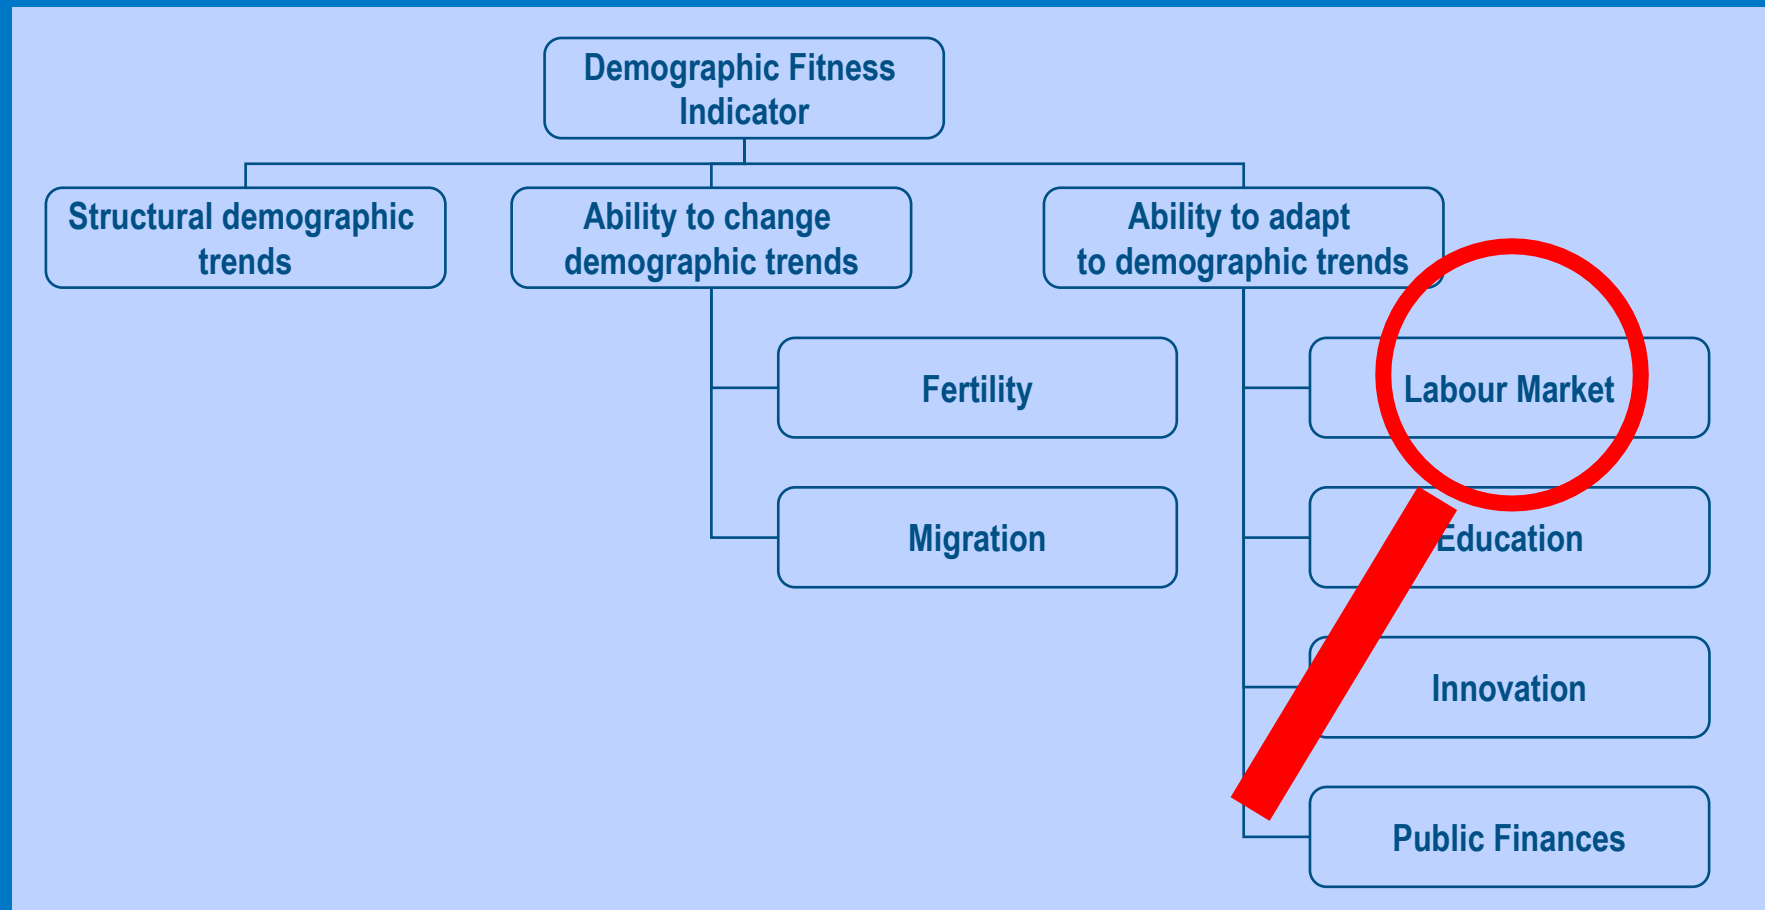 Demographic Fitness
Indicator
Structural demographic
trends
Ability to change
demographic trends
Ability to adapt
to demographic trends
Fertility
Migration
Labour Market
Education
Innovation
Public Finances